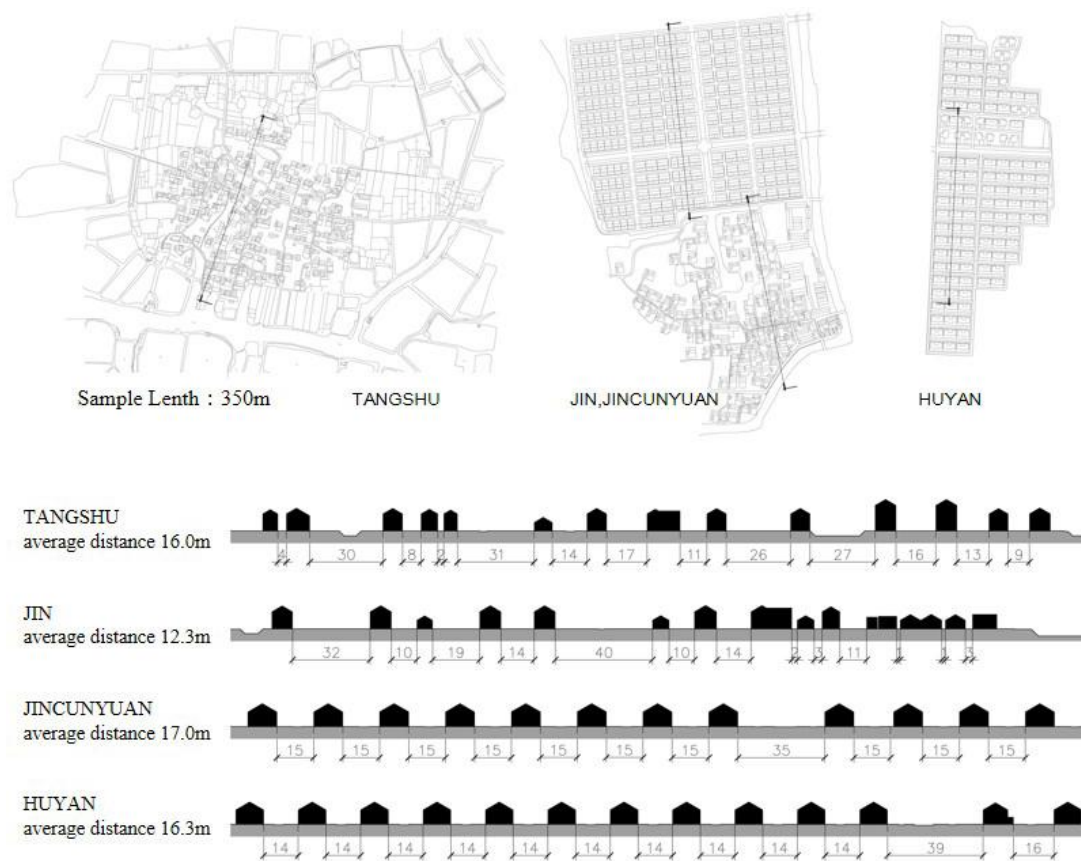 Sample Lenth : 350m
TANGSHU
JIN,JINCUNYUAN
HUYAN
TANGSHU
average distance 16.0m
4 30 8 2 31 14 17 11 26 27 16 13 9
JIN
average distance 12.3m
32 10 19 14 40 10 14 2 3 11 1 1 3
JINCUNYUAN
average distance 17.0m
15 15 15 15 15 15 15 35 15 15 15
HUYAN
average distance 16.3m
14 14 14 14 14 14 14 14 14 14 39 16